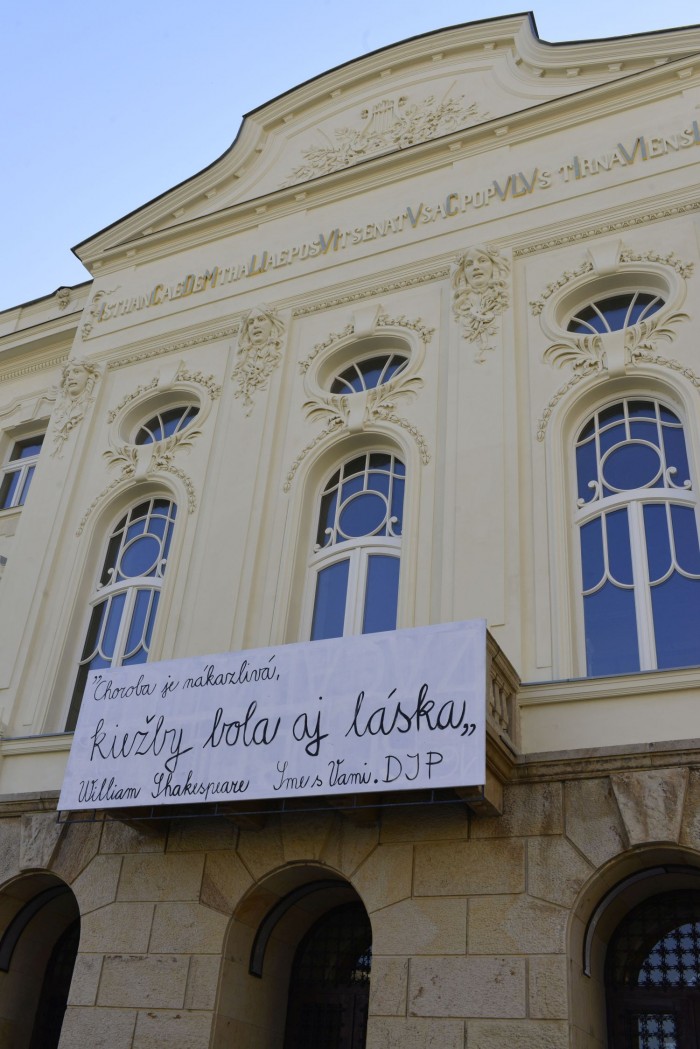 ISTHANC AEDEM THALIAE POSVIT SENATVS AC POPVLVS TIRNAVIENSI
"Choroba je nákazlivá,
kiežby bola aj láska„
William Shakespeare Sme s Vami. DJP